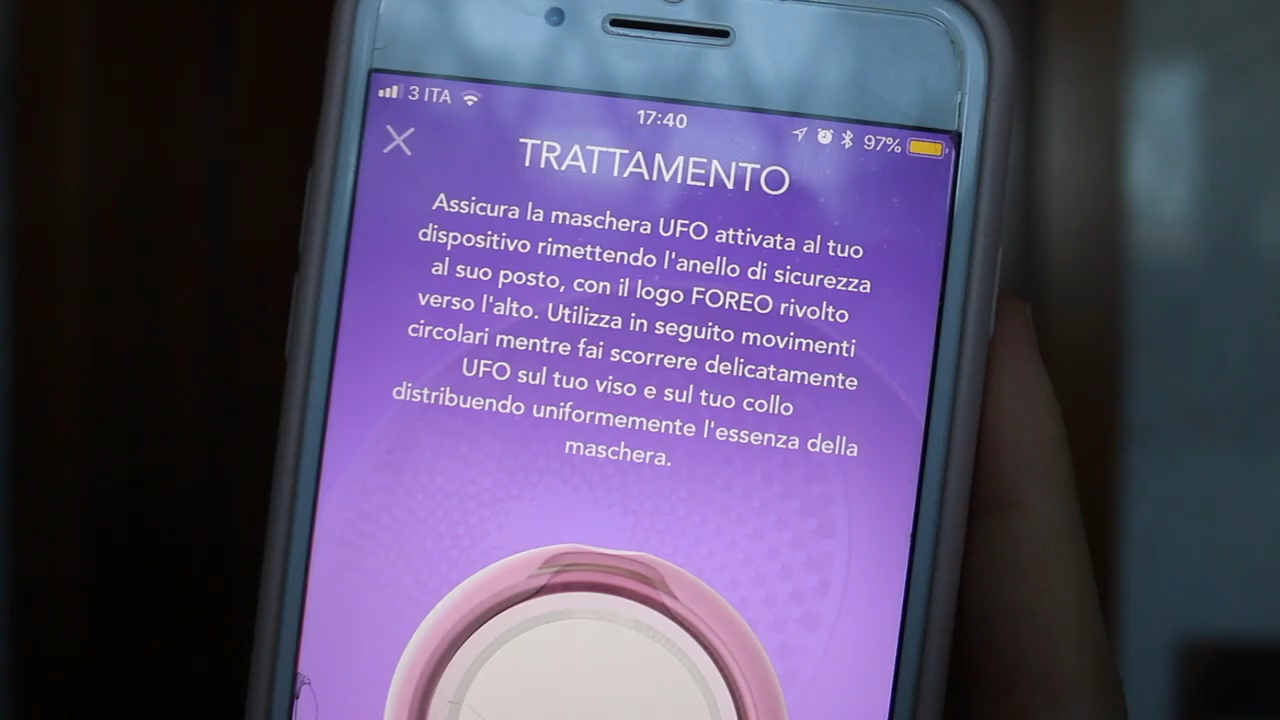 3 ITA
17:40
97%
TRATTAMENTO
Assicura la maschera UFO attivata al tuo
dispositivo rimettendo l'anello di sicurezza
al suo posto, con il logo FOREO rivolto
verso l'alto. Utilizza in seguito movimenti
circolari mentre fai scorrere delicatamente
UFO sul tuo viso e sul tuo collo
distribuendo uniformemente l'essenza della
maschera.